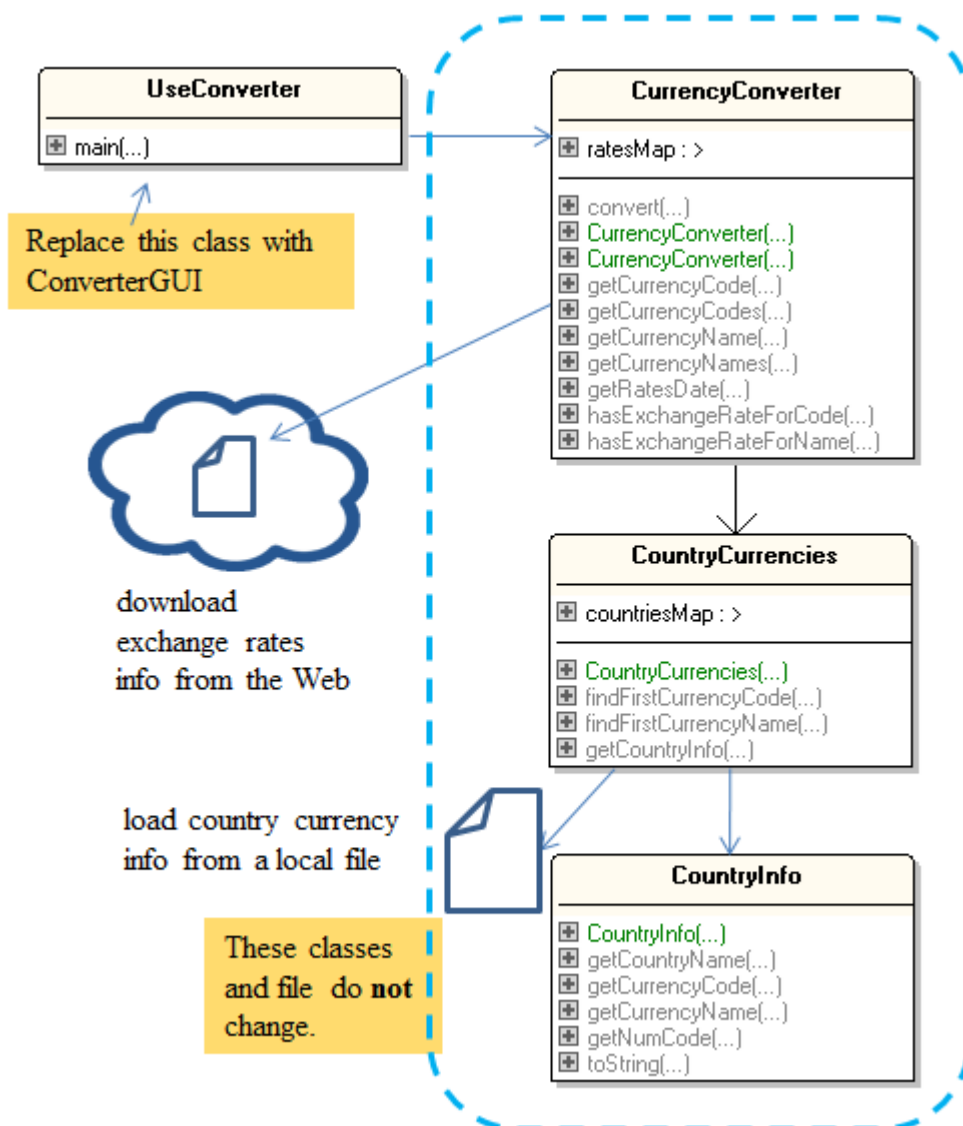 UseConverter
main(...)
Replace this class with
ConverterGUI
CurrencyConverter
ratesMap : >
convert(...)
CurrencyConverter(...)
CurrencyConverter(...)
getCurrencyCode(...)
getCurrencyCodes(...)
getCurrencyName(...)
getCurrencyNames(...)
getRatesDate(...)
hasExchangeRateForCode(...)
hasExchangeRateForName(...)
download
exchange rates
info from the Web
CountryCurrencies
countriesMap : >
CountryCurrencies(...)
findFirstCurrencyCode(...)
findFirstCurrencyName(...)
getCountryInfo(...)
load country currency
info from a local file
These classes
and file do not
change.
CountryInfo
CountryInfo(...)
getCountryName(...)
getCurrencyCode(...)
getCurrencyName(...)
getNumCode(...)
toString(...)